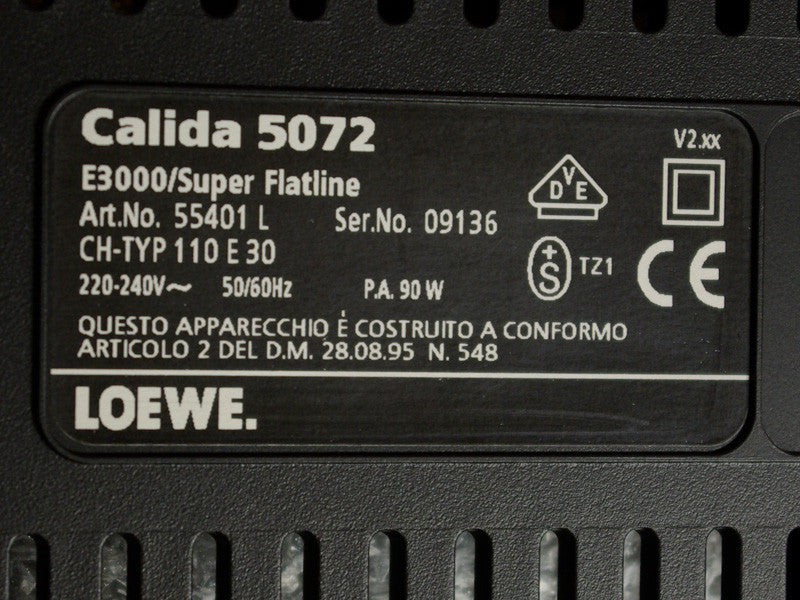 Calida 5072
V2.xx
E3000/Super Flatline
Art.No. 55401 L Ser.No. 09136
CH-TYP 110 E 30
220-240V~ 50/60Hz P.A. 90 W
QUESTO APPARECCHIO É COSTRUITO A CONFORMO
ARTICOLO 2 DEL D.M. 28.08.95 N. 548
LOEWE.
DVE
+S TZ1
CE